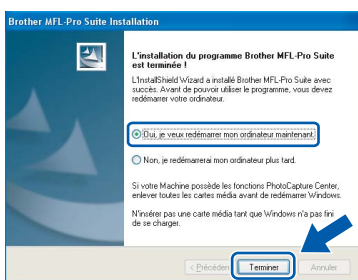 Brother MFL-Pro Suite Installation
L'installation du programme Brother MFL-Pro Suite
est terminée !
L'InstallShield Wizard a installé Brother MFL-Pro Suite avec
succès. Avant de pouvoir utiliser le programme, vous devez
redémarrer votre ordinateur.
Oui, je veux redémarrer mon ordinateur maintenant.
Non, je redémarrerai mon ordinateur plus tard.
Si votre Machine possède les fonctions PhotoCapture Center,
enlever toutes les cartes média avant de redémarrer Windows.
N'insérer pas une carte média tant que Windows n'a pas fini
de se charger.
< Précédent Terminer Annuler